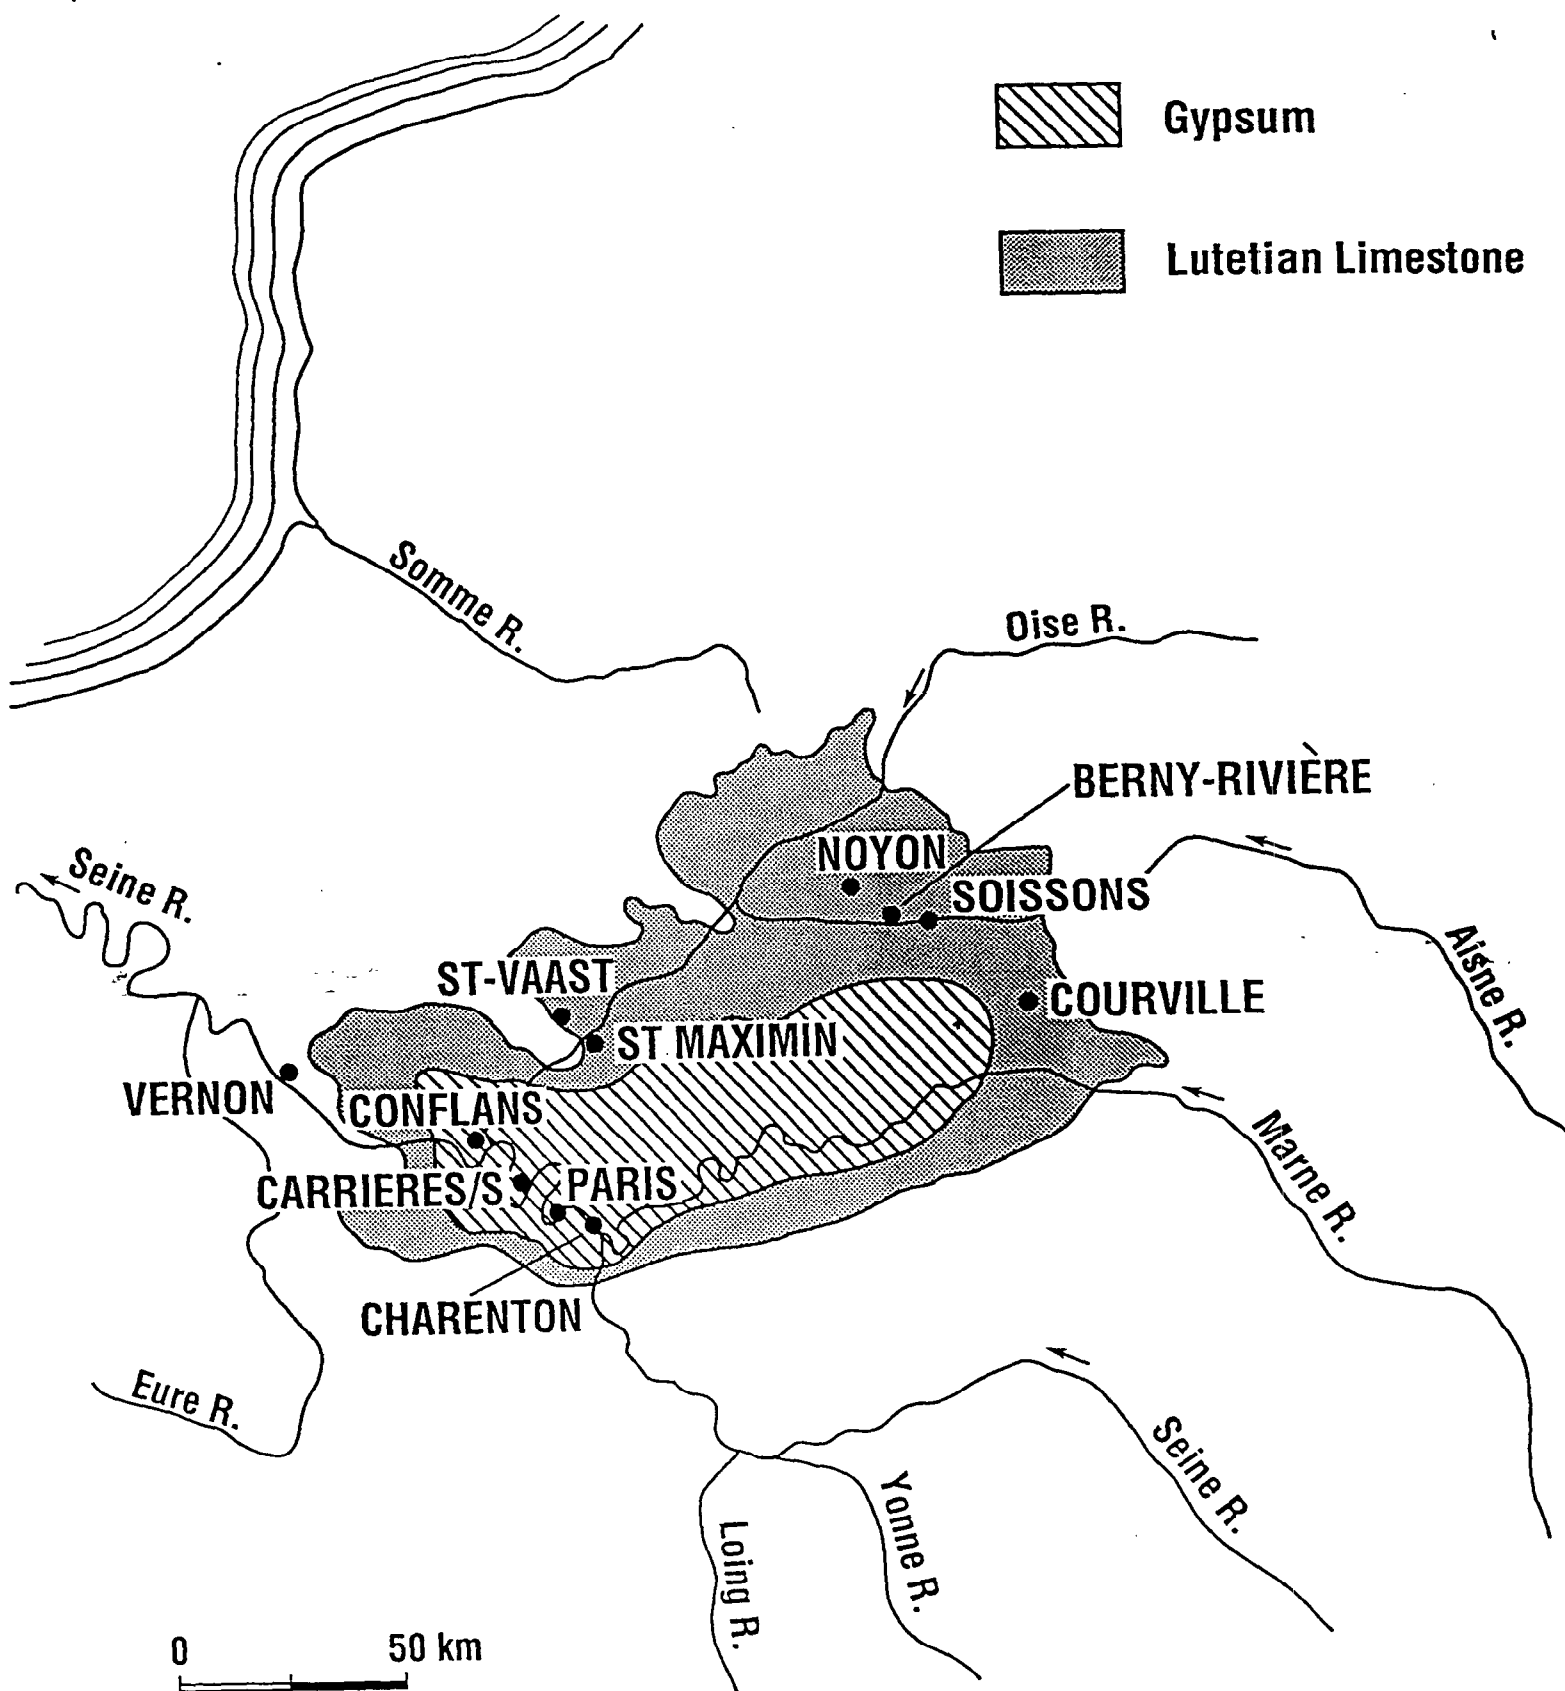 Gypsum
Lutetian Limestone
Somme R.
Oise R.
BERNY-RIVIÈRE
NOYON
Seine R.
SOISSONS
Aisne R.
ST-VAAST
COURVILLE
ST MAXIMIN
VERNON
CONFLANS
Marne R.
CARRIERES/S
PARIS
CHARENTON
Eure R.
Seine R.
Yonne R.
Loing R.
0 50 km